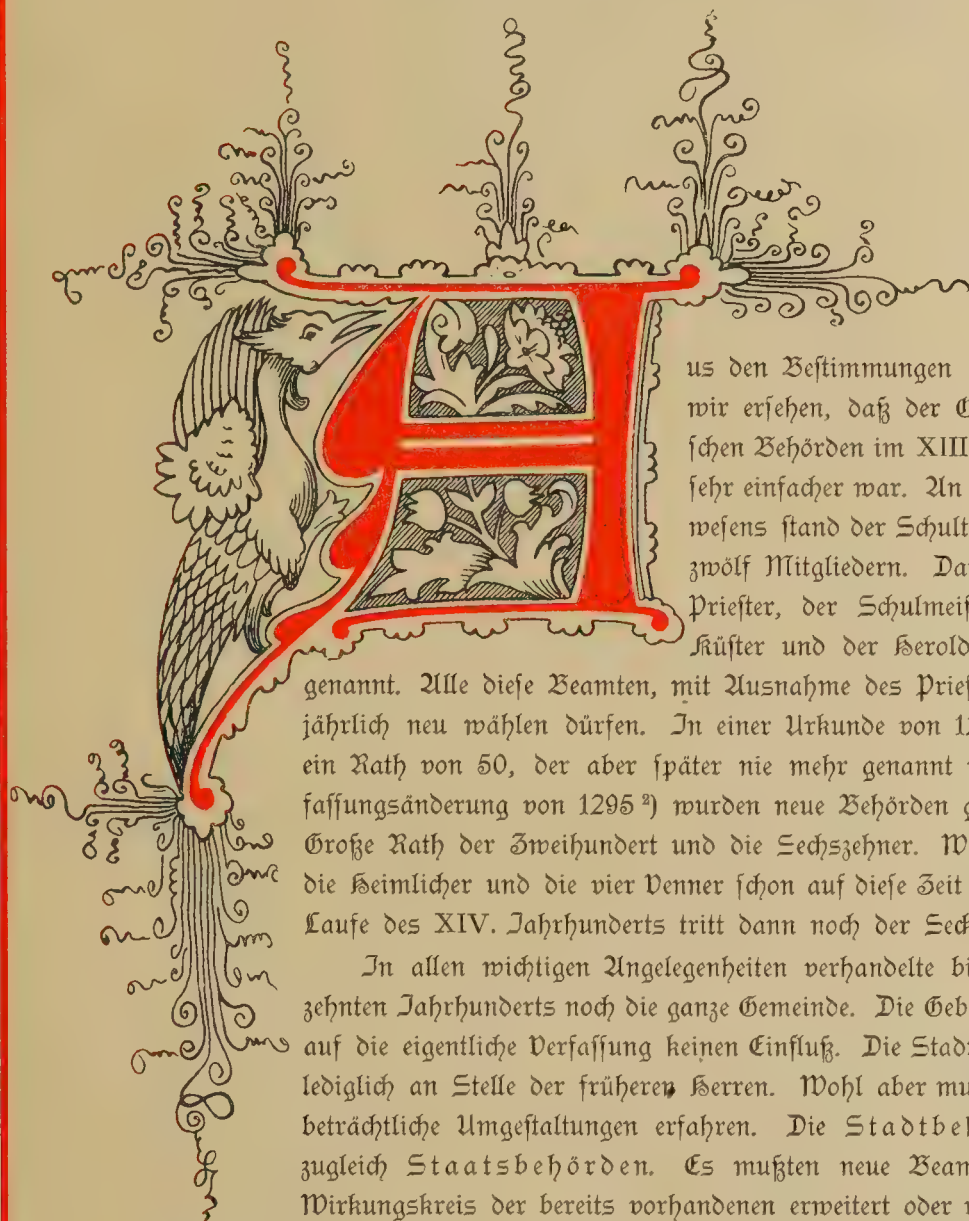 Aus den Bestimmungen
wir ersehen, daß der
schen Behörden im XIII
sehr einfacher war. An
wesens stand der Schult
zwölf Mitgliedern. Da
Priester, der Schulmeis
Küster und der Herold
genannt. Alle diese Beamten, mit Ausnahme des Pries
jährlich neu wählen dürfen. In einer Urkunde von 12
ein Rath von 50, der aber später nie mehr genannt
fassungsänderung von 1295 ²) wurden neue Behörden g
Große Rath der Zweihundert und die Sechszehner. W
die Heimlicher und die vier Venner schon auf diese Zeit
Laufe des XIV. Jahrhunderts tritt dann noch der Sech
In allen wichtigen Angelegenheiten verhandelte bi
zehnten Jahrhunderts noch die ganze Gemeinde. Die Geb
auf die eigentliche Verfassung keinen Einfluß. Die Stad
lediglich an Stelle der früheren Herren. Wohl aber mu
beträchtliche Umgestaltungen erfahren. Die Stadtbe
zugleich Staatsbehörden. Es mußten neue Beam
Wirkungskreis der bereits vorhandenen erweitert oder